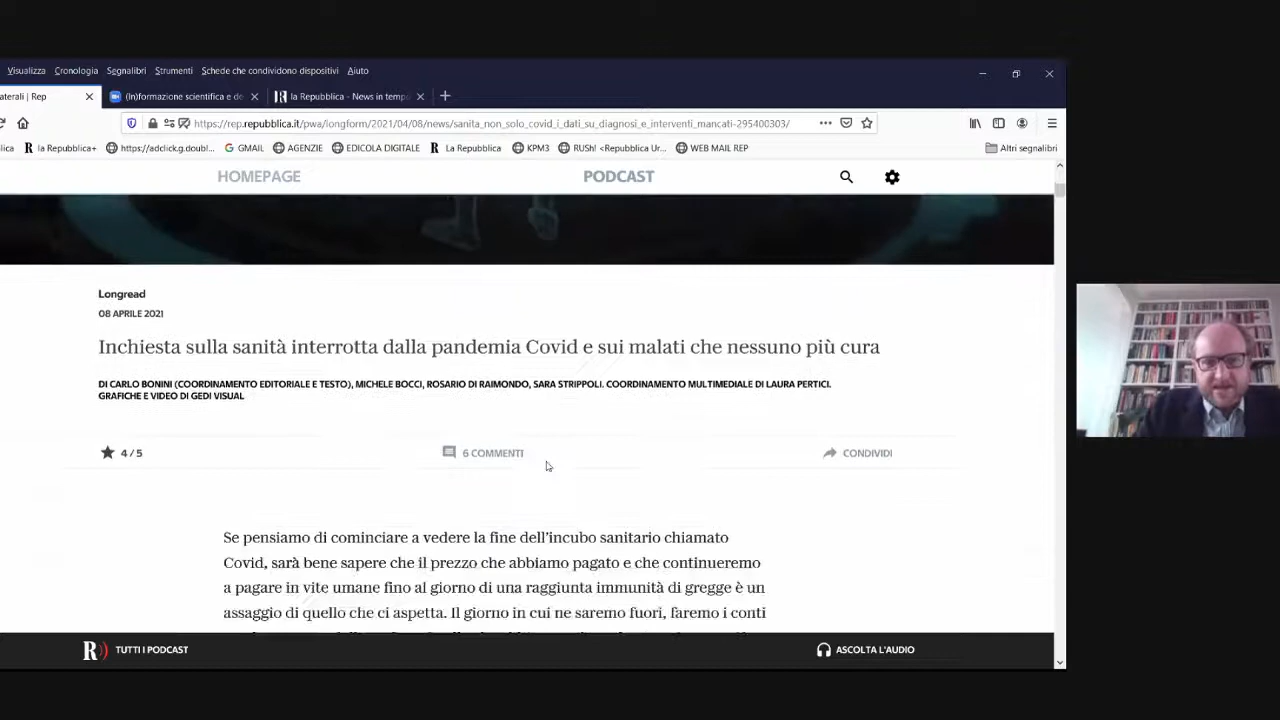 Visualizza Cronologia Segnalibri Strumenti Schede che condividono dispositivi Aiuto
aterali | Rep
(In)formazione scientifica e de
la Repubblica - News in temp
https://rep.repubblica.it/pwa/longform/2021/04/08/news/sanita_non_solo_covid_i_dati_su_diagnosi_e_interventi_mancati-295400303/
lica la Repubblica+ https://adclick.g.doubl... GMAIL AGENZIE EDICOLA DIGITALE La Repubblica KPM3 RUSh! <Repubblica Ur... WEB MAIL REP Altri segnalibri
HOMEPAGE PODCAST
Longread
08 APRILE 2021
Inchiesta sulla sanità interrotta dalla pandemia Covid e sui malati che nessuno più cura
DI CARLO BONINI (COORDINAMENTO EDITORIALE E TESTO), MICHELE BOCCI, ROSARIO DI RAIMONDO, SARA STRIPPOLI. COORDINAMENTO MULTIMEDIALE DI LAURA PERTICI.
GRAFICHE E VIDEO DI GEDI VISUAL
4 / 5
6 COMMENTI
CONDIVIDI
Se pensiamo di cominciare a vedere la fine dell'incubo sanitario chiamato
Covid, sarà bene sapere che il prezzo che abbiamo pagato e che continueremo
a pagare in vite umane fino al giorno di una raggiunta immunità di gregge è un
assaggio di quello che ci aspetta. Il giorno in cui ne saremo fuori, faremo i conti
R TUTTI I PODCAST
ASCOLTA L'AUDIO